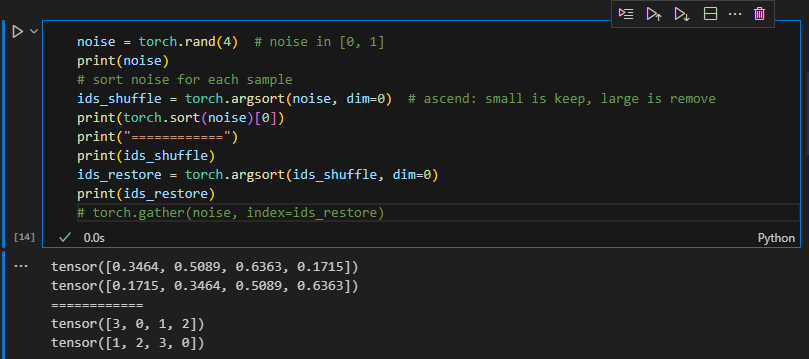 noise = torch.rand(4)  # noise in [0, 1]
print(noise)
# sort noise for each sample
ids_shuffle = torch.argsort(noise, dim=0)  # ascend: small is keep, large is remove
print(torch.sort(noise)[0])
print("============")
print(ids_shuffle)
ids_restore = torch.argsort(ids_shuffle, dim=0)
print(ids_restore)
# torch.gather(noise, index=ids_restore)
[14] 0.0s Python
tensor([0.3464, 0.5089, 0.6363, 0.1715])
tensor([0.1715, 0.3464, 0.5089, 0.6363])
============
tensor([3, 0, 1, 2])
tensor([1, 2, 3, 0])